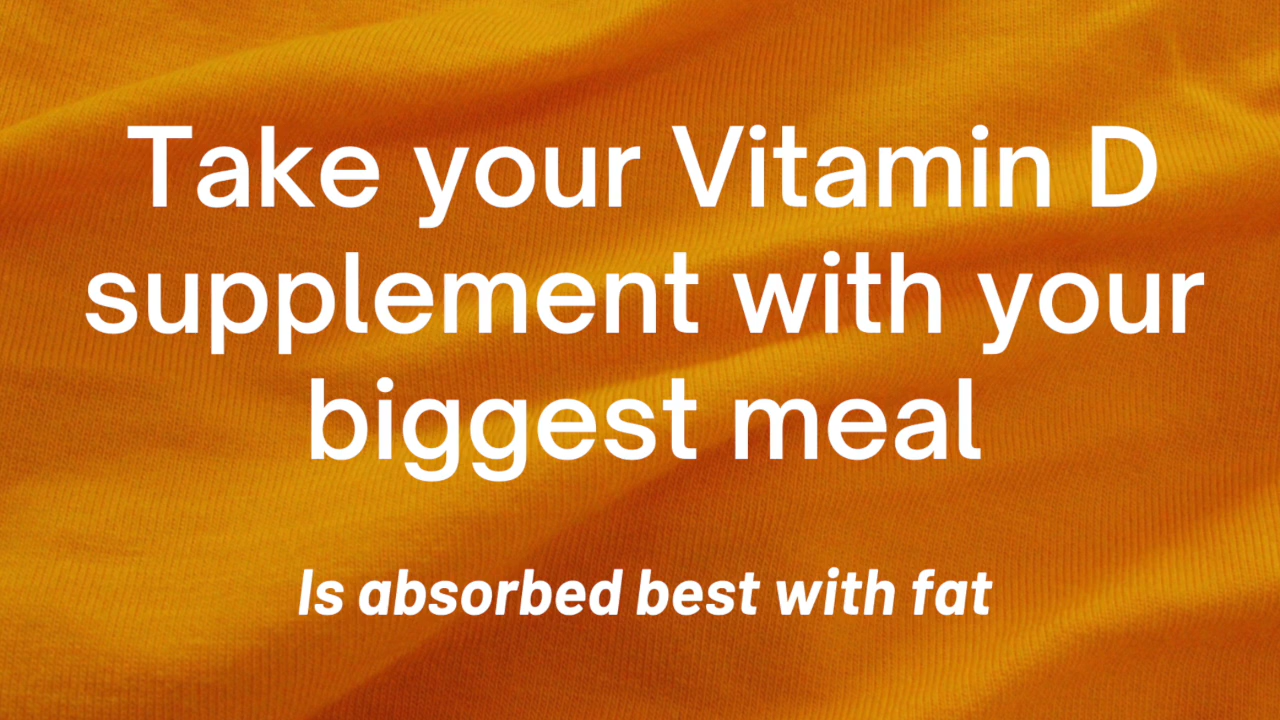 Take your Vitamin D
supplement with your
biggest meal
Is absorbed best with fat